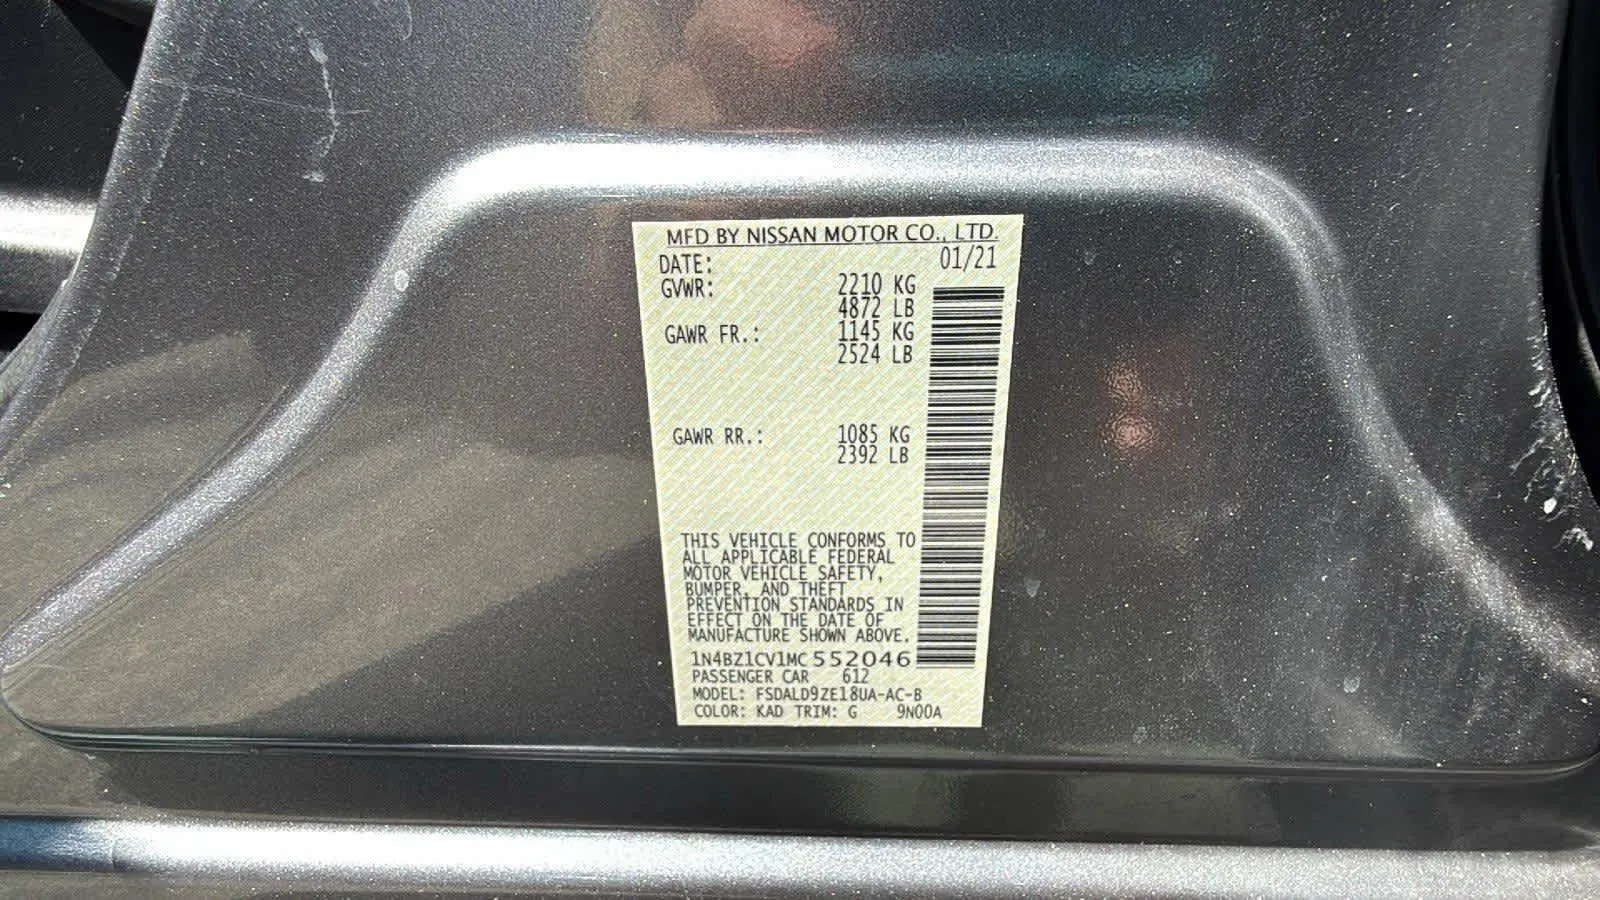 MFD BY NISSAN MOTOR CO., LTD.
DATE: 01/21
GVWR: 2210 KG
4872 LB
GAWR FR.: 1145 KG
2524 LB
GAWR RR.: 1085 KG
2392 LB
THIS VEHICLE CONFORMS TO
ALL APPLICABLE FEDERAL
MOTOR VEHICLE SAFETY,
BUMPER, AND THEFT
PREVENTION STANDARDS IN
EFFECT ON THE DATE OF
MANUFACTURE SHOWN ABOVE.
1N4BZ1CV1MC552046
PASSENGER CAR 612
MODEL: FSDALD9ZE18UA-AC-B
COLOR: KAD TRIM: G 9N00A